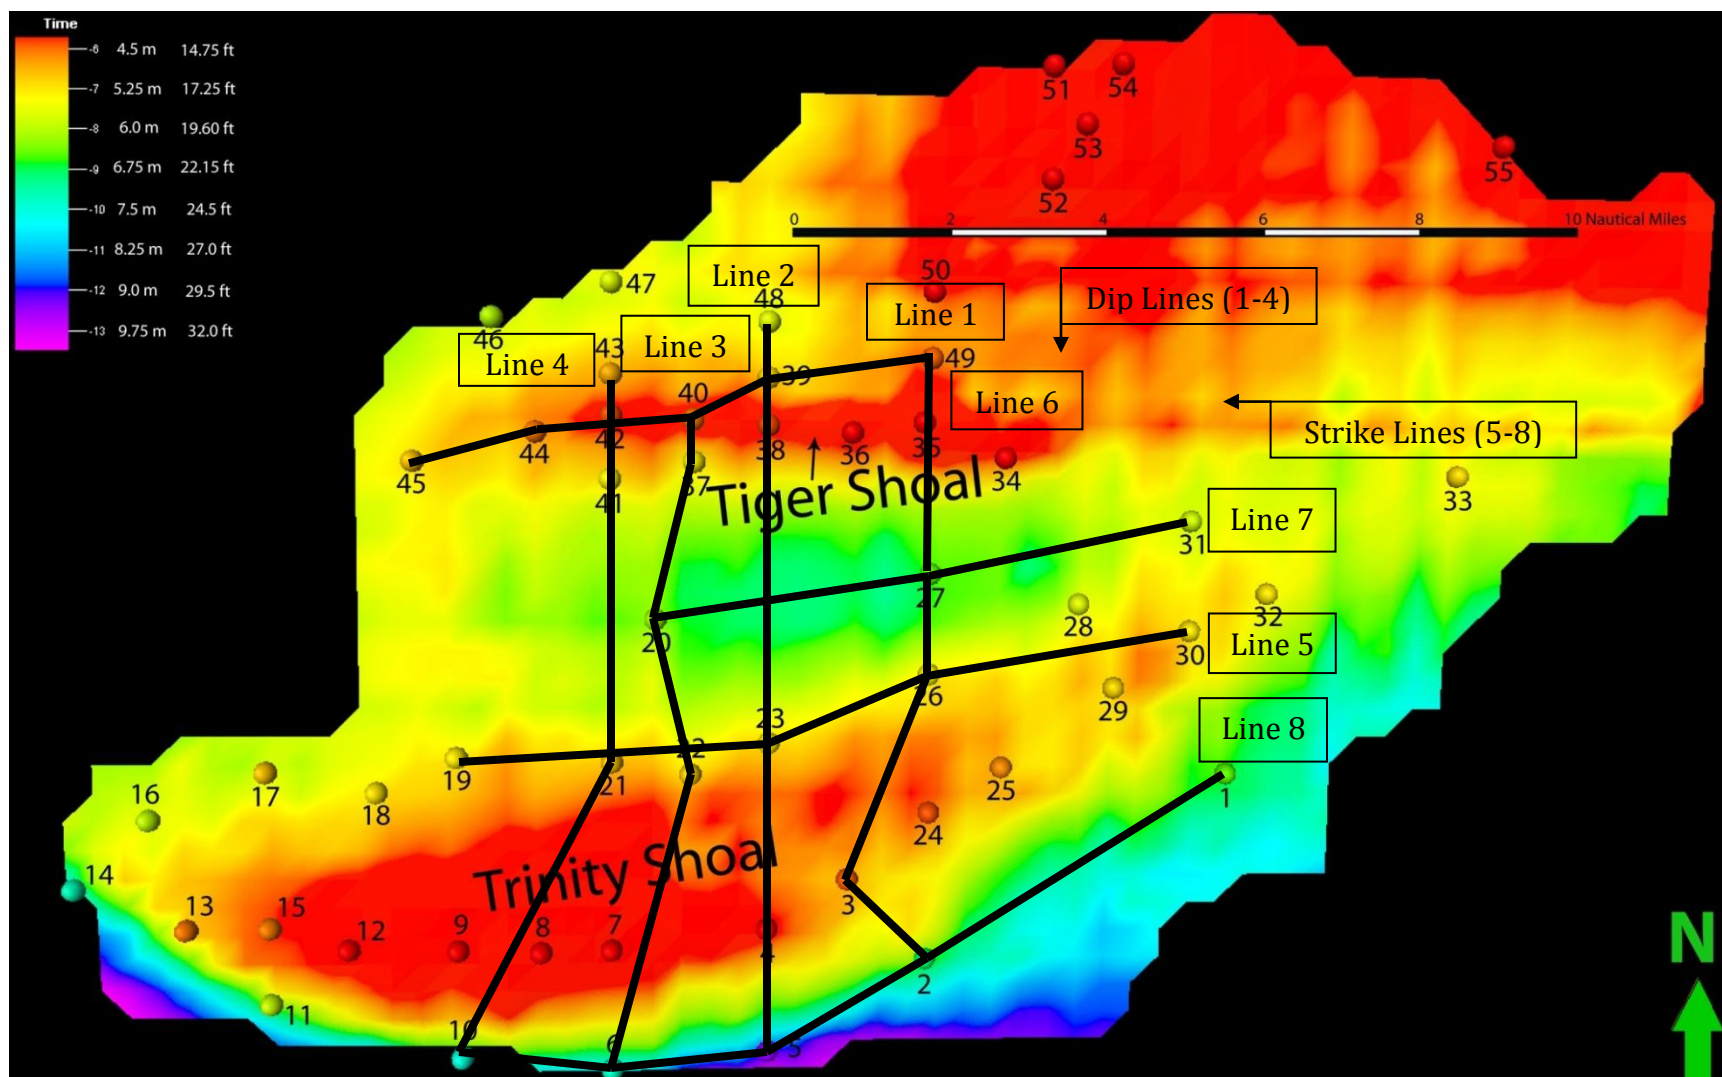 Time
-6 4.5 m 14.75 ft
-7 5.25 m 17.25 ft
-8 6.0 m 19.60 ft
-9 6.75 m 22.15 ft
-10 7.5 m 24.5 ft
-11 8.25 m 27.0 ft
-12 9.0 m 29.5 ft
-13 9.75 m 32.0 ft
51 54
53
55
52
0 2 4 6 8 10 Nautical Miles
50
47
Line 2
48
Line 1
Dip Lines (1-4)
46
43
Line 3
Line 4
49
39
40
Line 6
42
44
38
36
35
Strike Lines (5-8)
45
41
37
34
33
Tiger Shoal
31
Line 7
27
32
28
20
30
Line 5
26
29
23
Line 8
22
19
21
25
1
16
17
18
24
Trinity Shoal
14
3
13
15
12
9
8
7
4
N
2
11
10
6
5